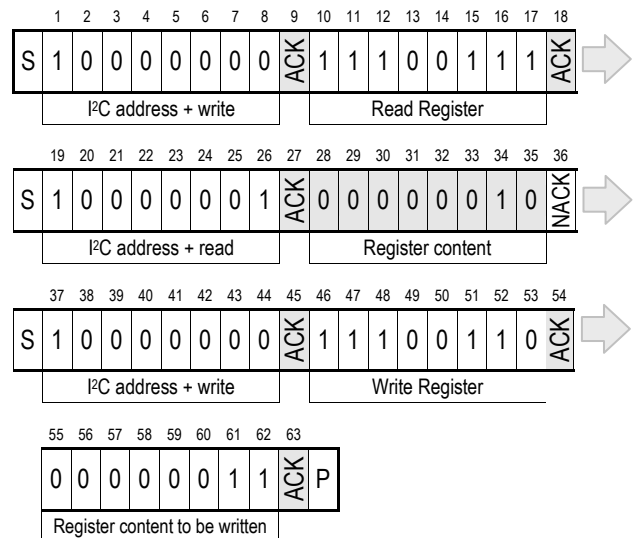 1 2 3 4 5 6 7 8 9 10 11 12 13 14 15 16 17 18
S 1 0 0 0 0 0 0 0 ACK 1 1 1 0 0 1 1 1 ACK
I²C address + write Read Register
19 20 21 22 23 24 25 26 27 28 29 30 31 32 33 34 35 36
S 1 0 0 0 0 0 0 1 ACK 0 0 0 0 0 0 1 0 NACK
I²C address + read Register content
37 38 39 40 41 42 43 44 45 46 47 48 49 50 51 52 53 54
S 1 0 0 0 0 0 0 0 ACK 1 1 1 0 0 1 1 0 ACK
I²C address + write Write Register
55 56 57 58 59 60 61 62 63
0 0 0 0 0 0 1 1 ACK P
Register content to be written